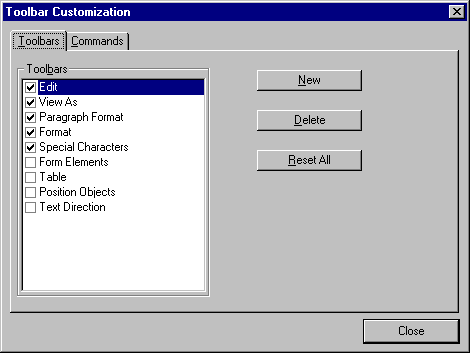 Toolbar Customization
Toolbars Commands
Toolbars
Edit
View As
Paragraph Format
Format
Special Characters
Form Elements
Table
Position Objects
Text Direction
New
Delete
Reset All
Close